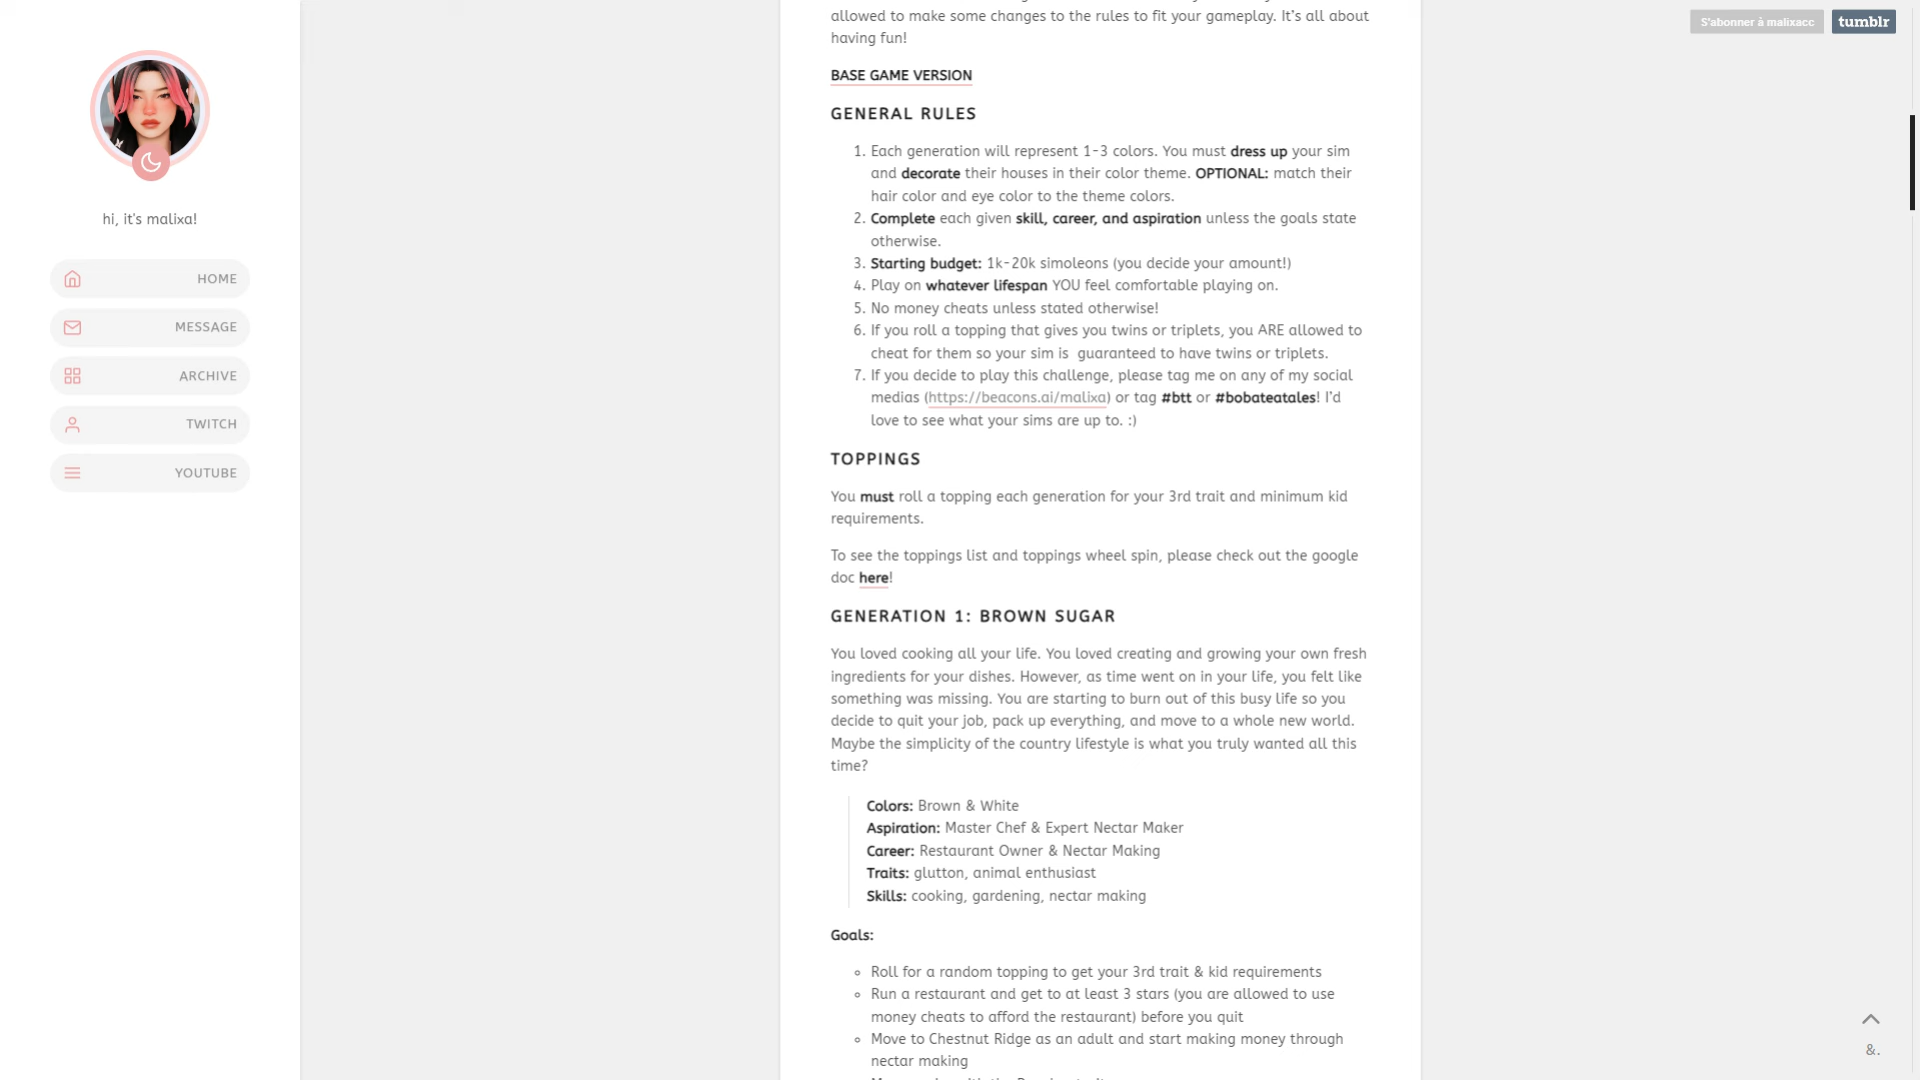 allowed to make some changes to the rules to fit your gameplay. It's all about
having fun!
S'abonner à malixacc
tumblr
hi, it's malixa!
HOME
MESSAGE
ARCHIVE
TWITCH
YOUTUBE
BASE GAME VERSION
GENERAL RULES
1. Each generation will represent 1-3 colors. You must dress up your sim
and decorate their houses in their color theme. OPTIONAL: match their
hair color and eye color to the theme colors.
2. Complete each given skill, career, and aspiration unless the goals state
otherwise.
3. Starting budget: 1k-20k simoleons (you decide your amount!)
4. Play on whatever lifespan YOU feel comfortable playing on.
5. No money cheats unless stated otherwise!
6. If you roll a topping that gives you twins or triplets, you ARE allowed to
cheat for them so your sim is  guaranteed to have twins or triplets.
7. If you decide to play this challenge, please tag me on any of my social
medias (https://beacons.ai/malixa) or tag #btt or #bobateatales! I'd
love to see what your sims are up to. :)
TOPPINGS
You must roll a topping each generation for your 3rd trait and minimum kid
requirements.
To see the toppings list and toppings wheel spin, please check out the google
doc here!
GENERATION 1: BROWN SUGAR
You loved cooking all your life. You loved creating and growing your own fresh
ingredients for your dishes. However, as time went on in your life, you felt like
something was missing. You are starting to burn out of this busy life so you
decide to quit your job, pack up everything, and move to a whole new world.
Maybe the simplicity of the country lifestyle is what you truly wanted all this
time?
Colors: Brown & White
Aspiration: Master Chef & Expert Nectar Maker
Career: Restaurant Owner & Nectar Making
Traits: glutton, animal enthusiast
Skills: cooking, gardening, nectar making
Goals:
Roll for a random topping to get your 3rd trait & kid requirements
Run a restaurant and get to at least 3 stars (you are allowed to use
money cheats to afford the restaurant) before you quit
Move to Chestnut Ridge as an adult and start making money through
nectar making
&.